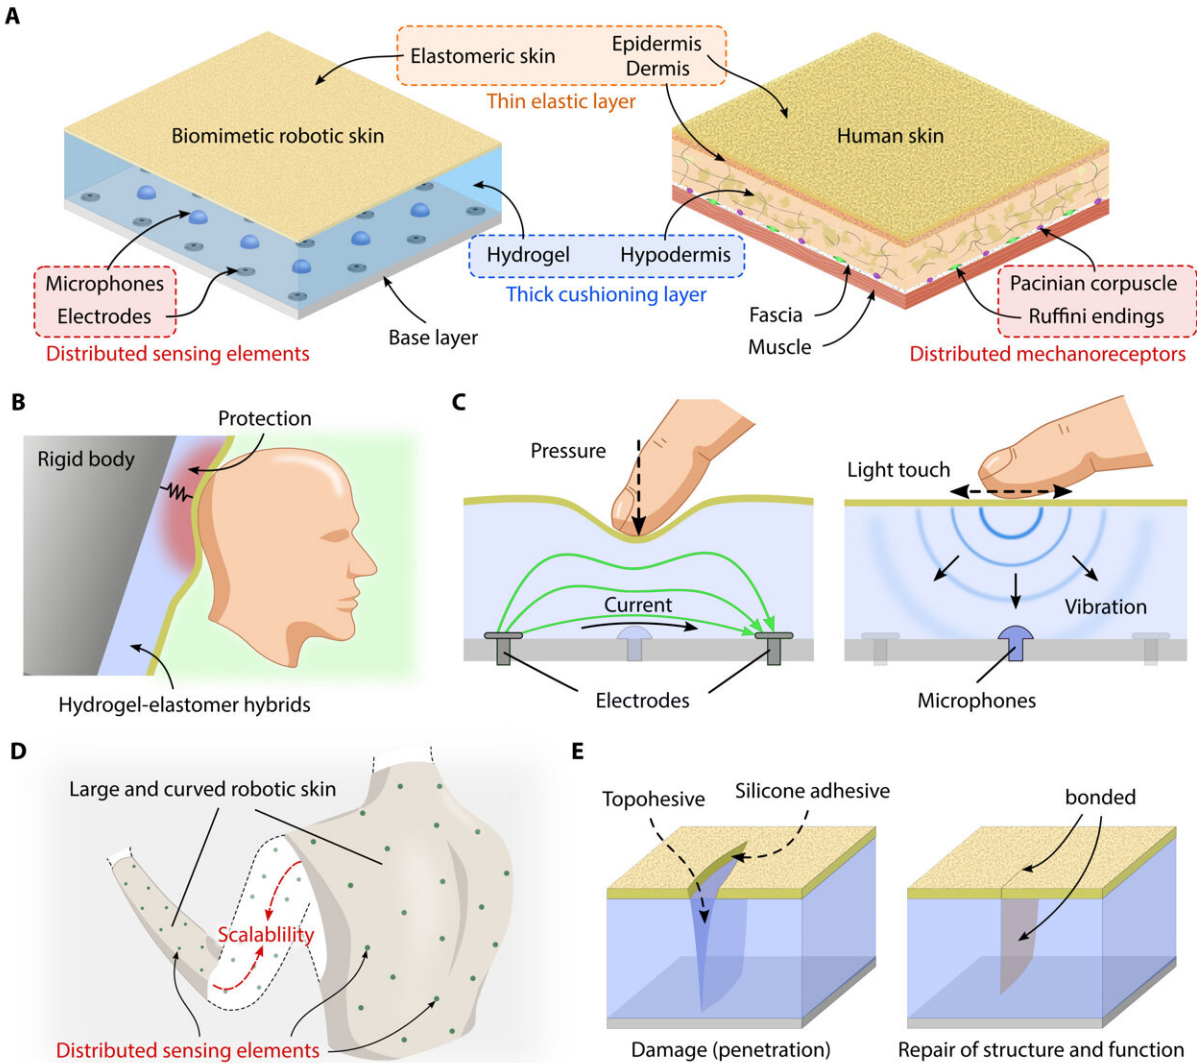 A
Elastomeric skin
Epidermis
Dermis
Thin elastic layer
Biomimetic robotic skin
Human skin
Hydrogel
Hypodermis
Thick cushioning layer
Microphones
Electrodes
Distributed sensing elements
Base layer
Fascia
Muscle
Pacinian corpuscle
Ruffini endings
Distributed mechanoreceptors
B
Protection
Rigid body
Hydrogel-elastomer hybrids
C
Pressure
Current
Electrodes
Light touch
Vibration
Microphones
D
Large and curved robotic skin
Scalablility
Distributed sensing elements
E
Topohesive
Silicone adhesive
Damage (penetration)
bonded
Repair of structure and function